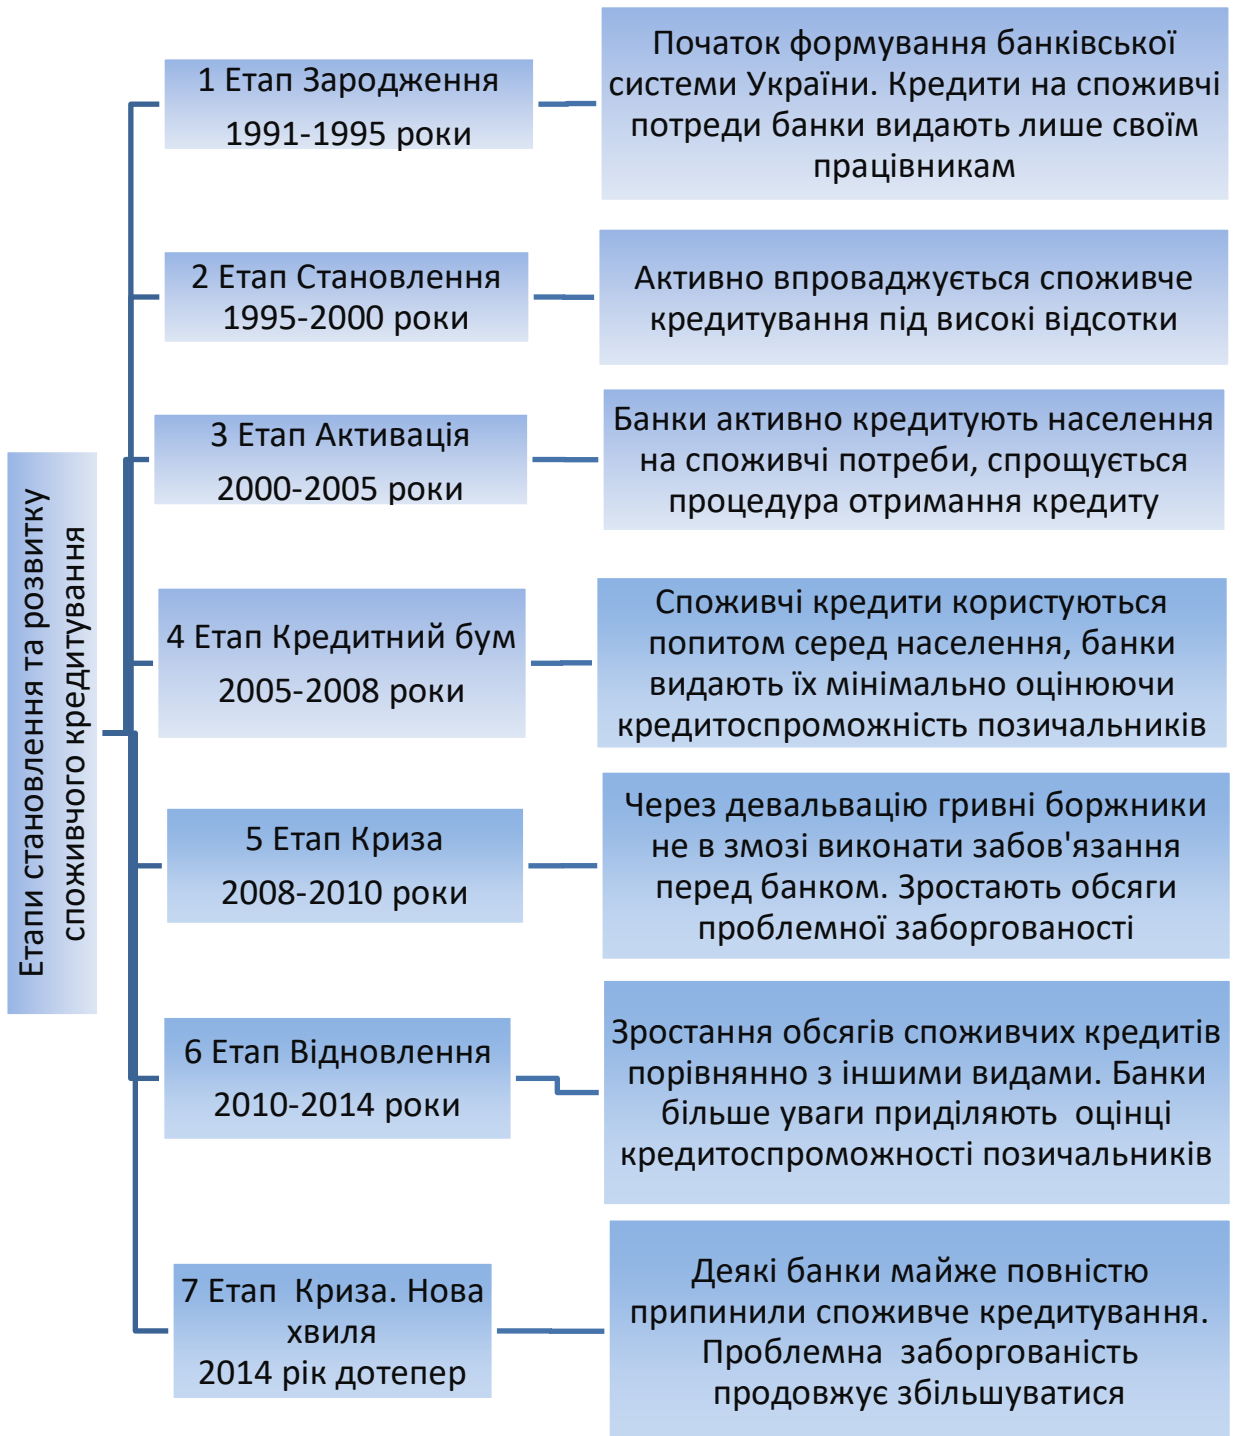 Етапи становлення та розвитку
споживчого кредитування
1 Етап Зародження
1991-1995 роки
Початок формування банківської
системи України. Кредити на споживчі
потреди банки видають лише своїм
працівникам
2 Етап Становлення
1995-2000 роки
Активно впроваджується споживче
кредитування під високі відсотки
3 Етап Активація
2000-2005 роки
Банки активно кредитують населення
на споживчі потреби, спрощується
процедура отримання кредиту
4 Етап Кредитний бум
2005-2008 роки
Споживчі кредити користуються
попитом серед населення, банки
видають їх мінімально оцінюючи
кредитоспроможність позичальників
5 Етап Криза
2008-2010 роки
Через девальвацію гривні боржники
не в змозі виконати забов'язання
перед банком. Зростають обсяги
проблемної заборгованості
6 Етап Відновлення
2010-2014 роки
Зростання обсягів споживчих кредитів
порівнянно з іншими видами. Банки
більше уваги приділяють  оцінці
кредитоспроможності позичальників
7 Етап  Криза. Нова
хвиля
2014 рік дотепер
Деякі банки майже повністю
припинили споживче кредитування.
Проблемна  заборгованість
продовжує збільшуватися